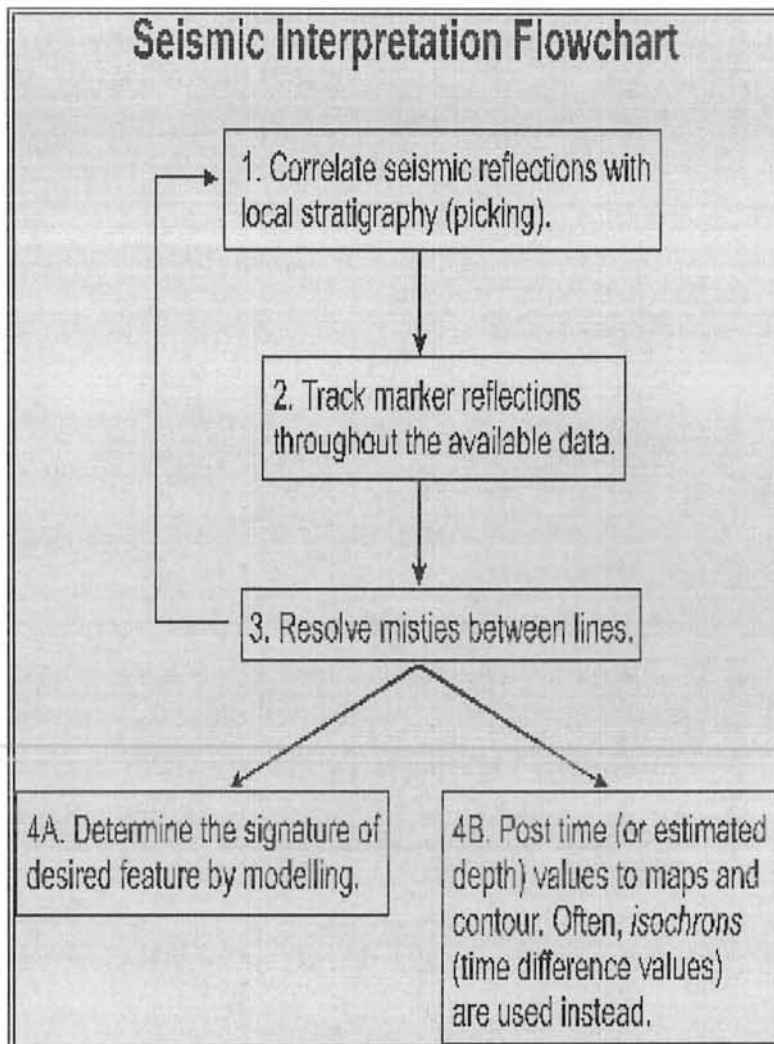 Seismic Interpretation Flowchart
1. Correlate seismic reflections with
local stratigraphy (picking).
2. Track marker reflections
throughout the available data.
3. Resolve misties between lines.
4A. Determine the signature of
desired feature by modelling.
4B. Post time (or estimated
depth) values to maps and
contour. Often, isochrons
(time difference values)
are used instead.